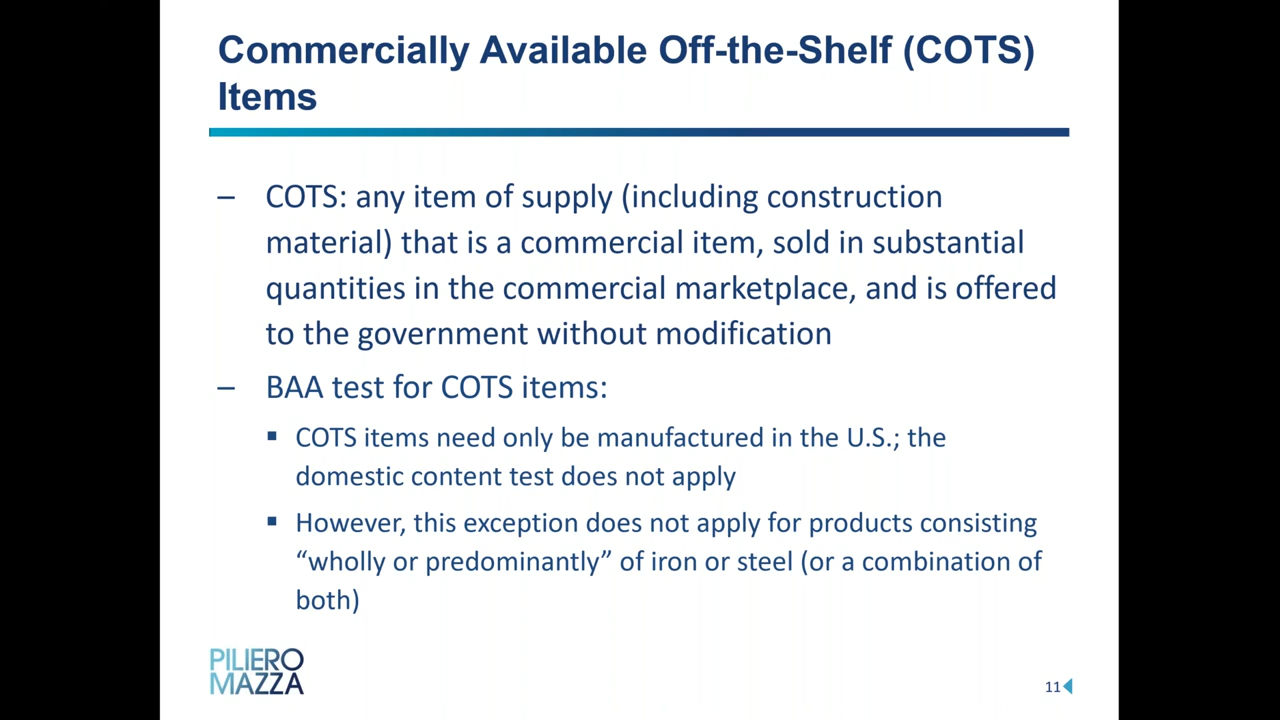 Commercially Available Off-the-Shelf (COTS)
Items
– COTS: any item of supply (including construction
material) that is a commercial item, sold in substantial
quantities in the commercial marketplace, and is offered
to the government without modification
– BAA test for COTS items:
▪ COTS items need only be manufactured in the U.S.; the
domestic content test does not apply
▪ However, this exception does not apply for products consisting
“wholly or predominantly” of iron or steel (or a combination of
both)
PILIERO
MAZZA
11